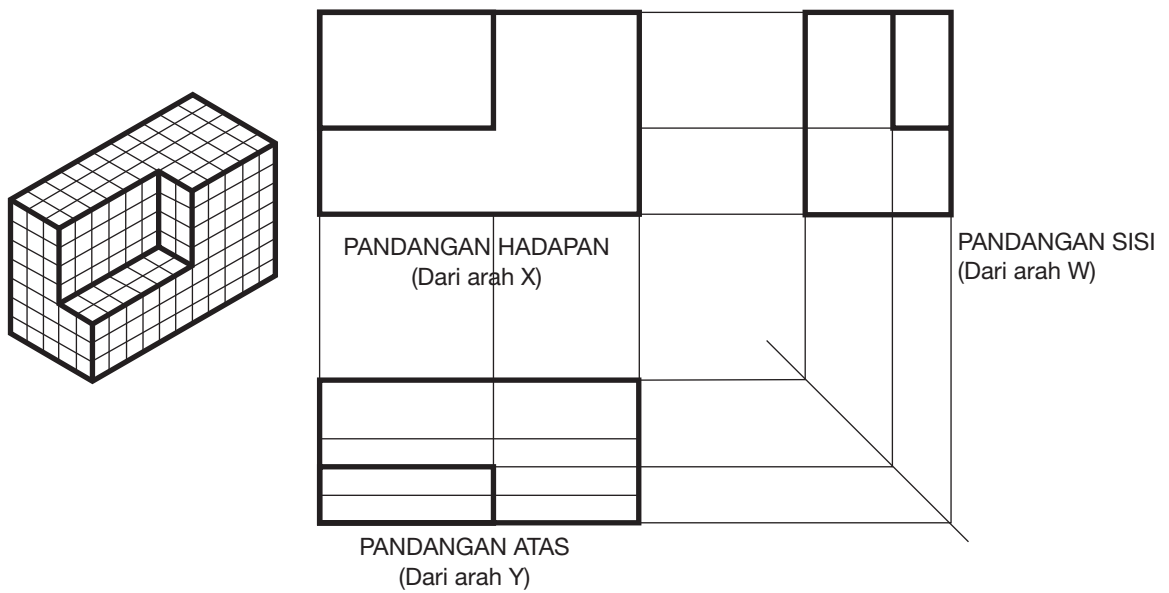 PANDANGAN HADAPAN
(Dari arah X)
PANDANGAN SISI
(Dari arah W)
PANDANGAN ATAS
(Dari arah Y)